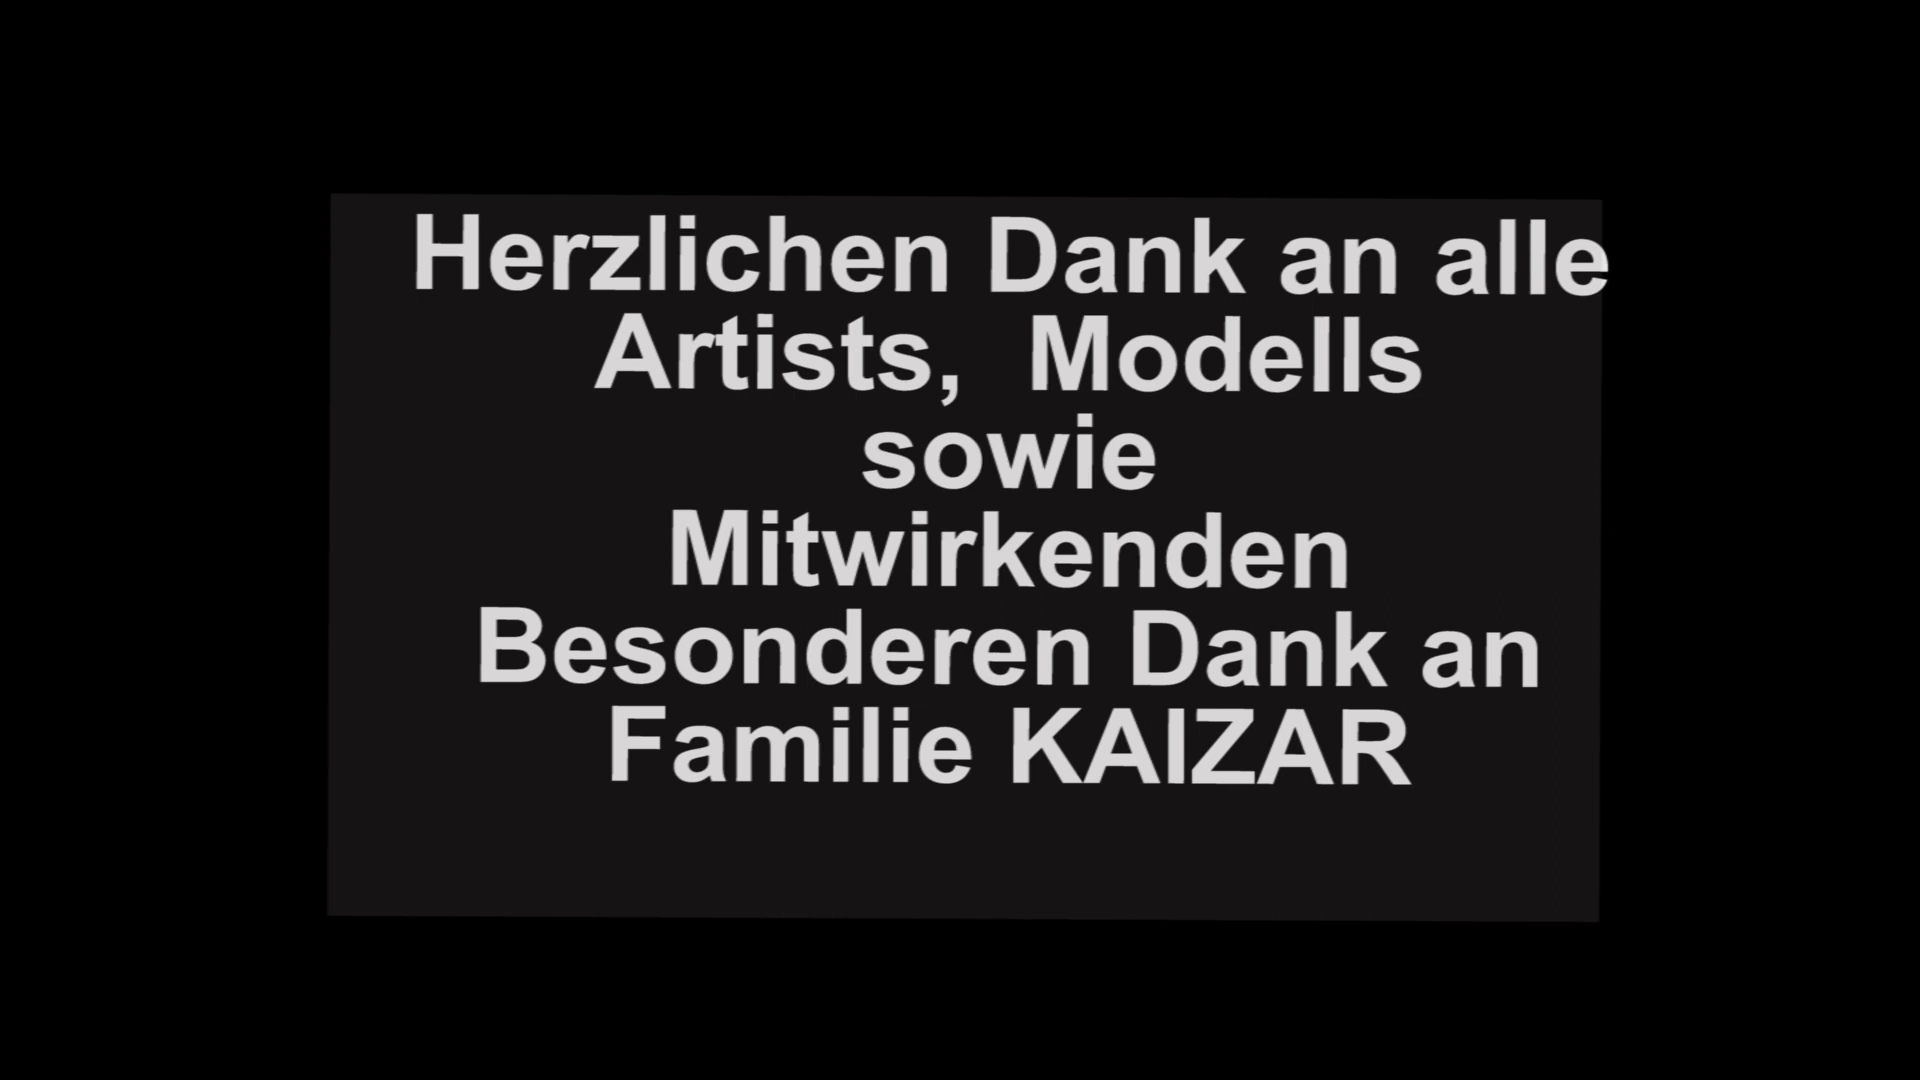 Herzlichen Dank an alle
Artists,  Modells
sowie
Mitwirkenden
Besonderen Dank an
Familie KAIZAR